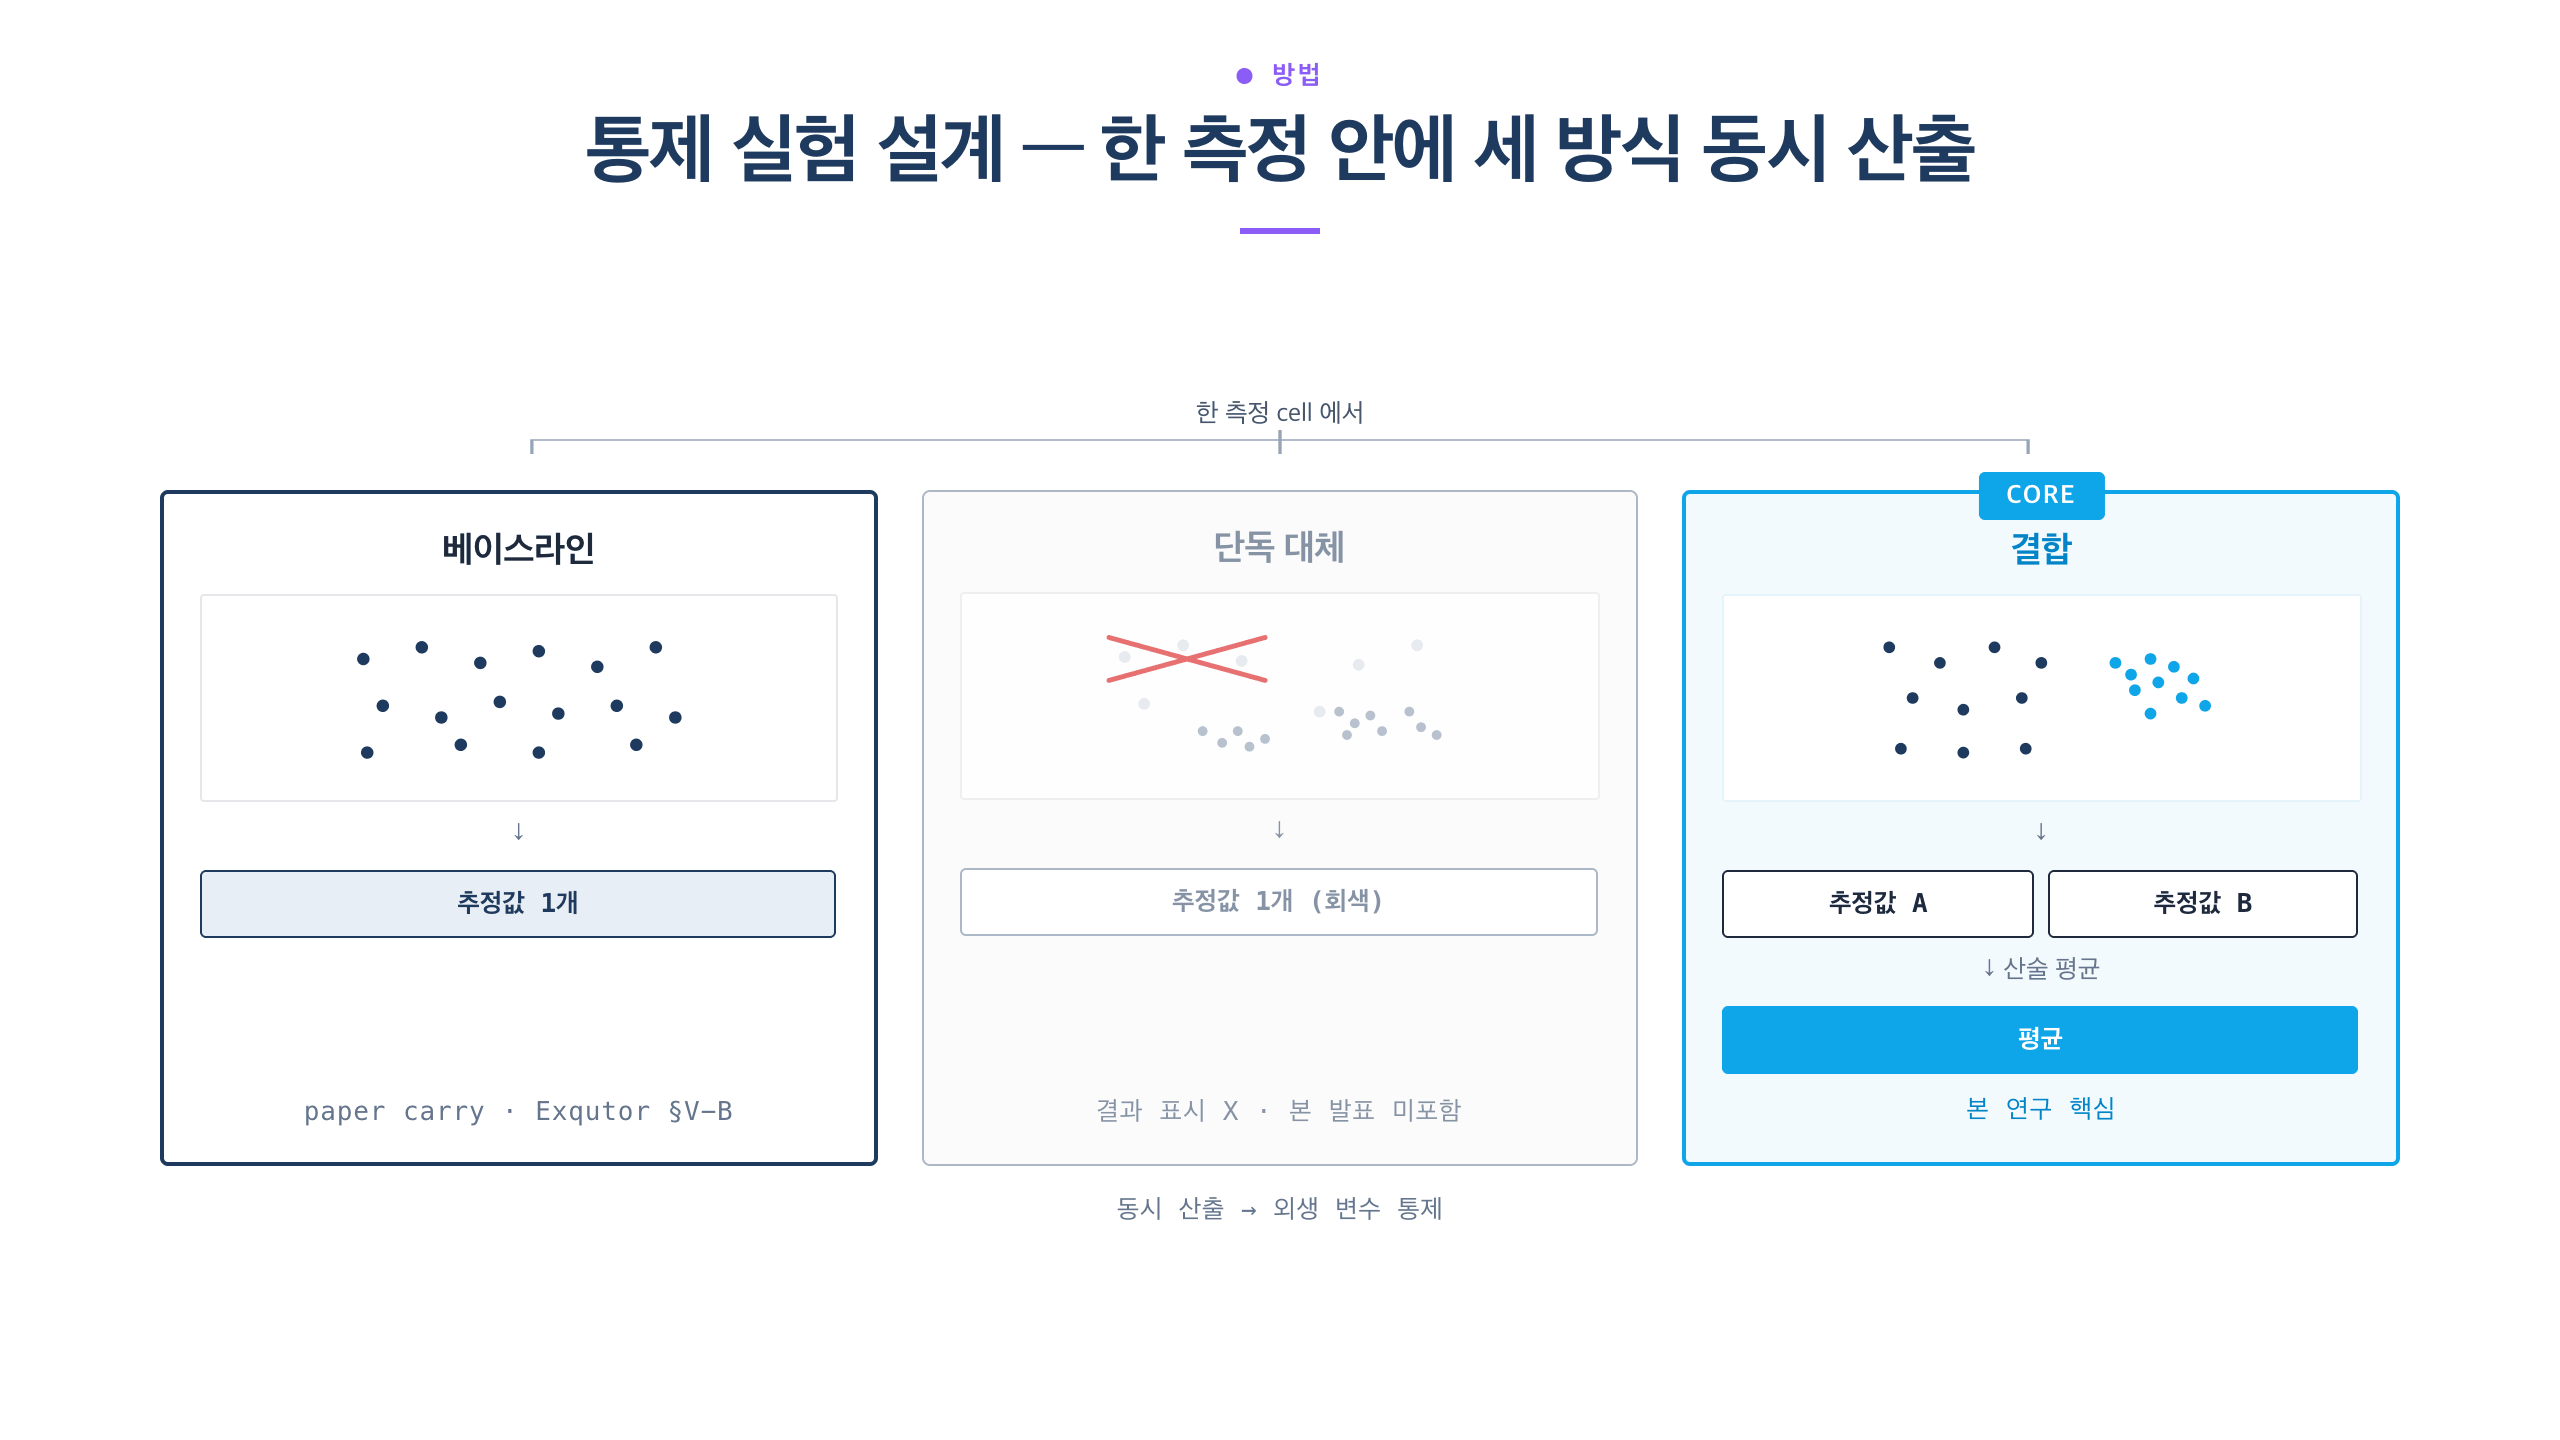 ● 방법
통제 실험 설계 — 한 측정 안에 세 방식 동시 산출
한 측정 cell 에서
베이스라인
↓
추정값 1개
paper carry · Exqutor §V–B
단독 대체
↓
추정값 1개 (회색)
결과 표시 X · 본 발표 미포함
CORE
결합
↓
추정값 A
추정값 B
↓ 산술 평균
평균
본 연구 핵심
동시 산출 → 외생 변수 통제